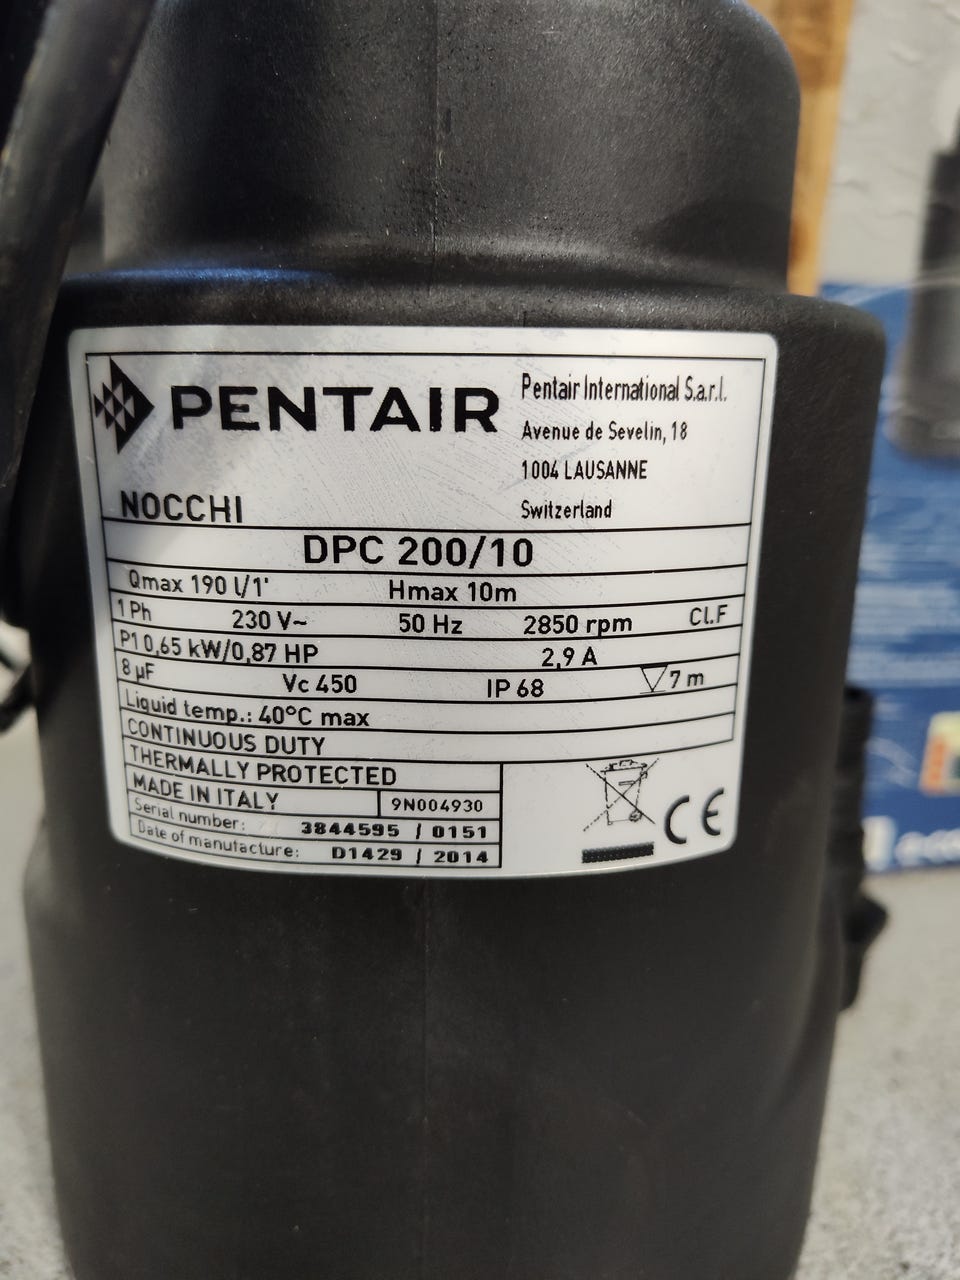 PENTAIR
Pentair International S.a.r.l.
Avenue de Sevelin, 18
1004 LAUSANNE
Switzerland
NOCCHI
DPC 200/10
Qmax 190 l/1' Hmax 10m
1 Ph 230 V~ 50 Hz 2850 rpm Cl.F
P1 0,65 kW/0,87 HP 2,9 A
8 µF Vc 450 IP 68 7 m
Liquid temp.: 40°C max
CONTINUOUS DUTY
THERMALLY PROTECTED
MADE IN ITALY 9N004930
Serial number: 3844595 / 0151
Date of manufacture: D1429 / 2014
CE